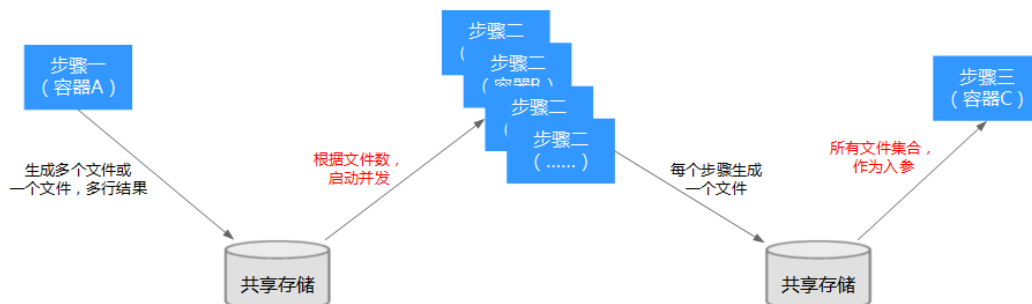 步骤一
（容器A）
生成多个文件或
一个文件，多行结果
共享存储
根据文件数，
启动并发
步骤二
（
步骤二
（容器B）
步骤二
（
步骤二
（......）
每个步骤生成
一个文件
共享存储
所有文件集合，
作为入参
步骤三
（容器C）